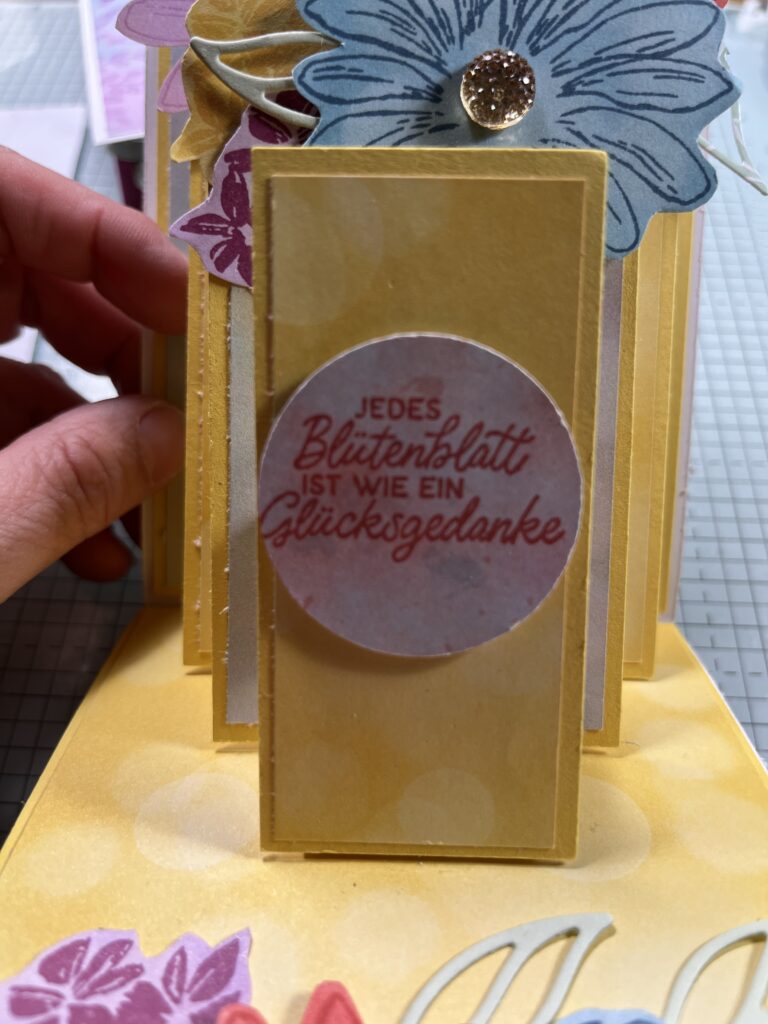 JEDES
Blütenblatt
IST WIE EIN
Glücksgedanke